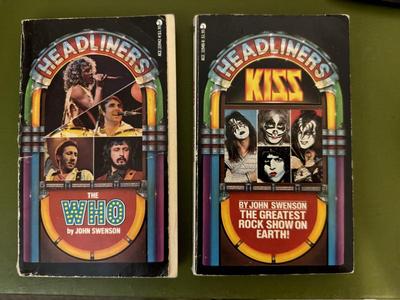 HEADLINERS
THE
WHO
by JOHN SWENSON
HEADLINERS
KISS
BY JOHN SWENSON
THE GREATEST
ROCK SHOW ON
EARTH!